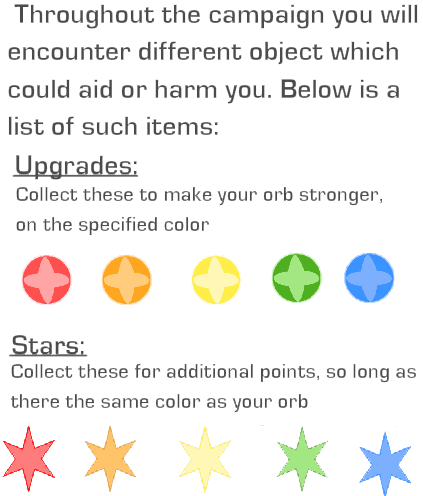 Throughout the campaign you will
encounter different object which
could aid or harm you. Below is a
list of such items:
Upgrades:
Collect these to make your orb stronger,
on the specified color
Stars:
Collect these for additional points, so long as
there the same color as your orb